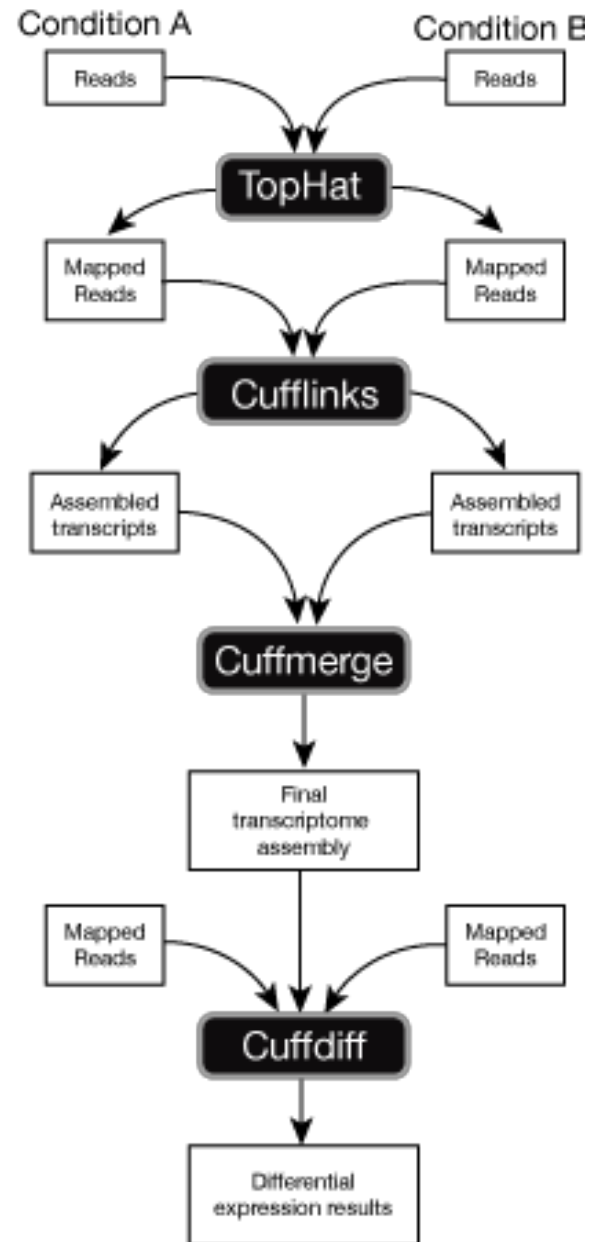 Condition A
Condition B
Reads
Reads
TopHat
Mapped
Reads
Mapped
Reads
Cufflinks
Assembled
transcripts
Assembled
transcripts
Cuffmerge
Final
transcriptome
assembly
Mapped
Reads
Mapped
Reads
Cuffdiff
Differential
expression results